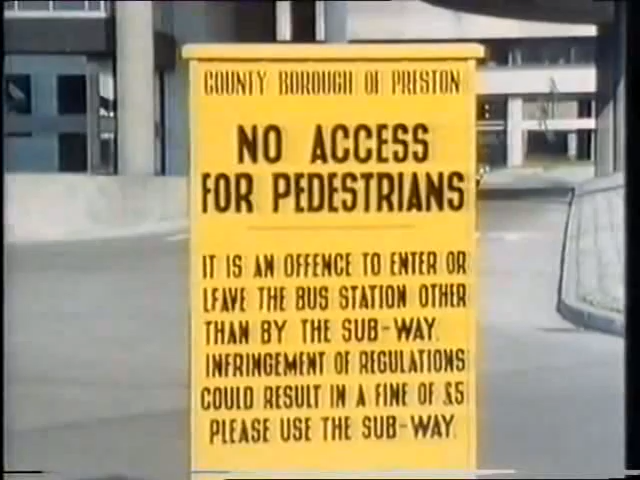 COUNTY BOROUGH OF PRESTON
NO ACCESS
FOR PEDESTRIANS
IT IS AN OFFENCE TO ENTER OR
LEAVE THE BUS STATION OTHER
THAN BY THE SUB-WAY.
INFRINGEMENT OF REGULATIONS
COULD RESULT IN A FINE OF £5
PLEASE USE THE SUB-WAY.